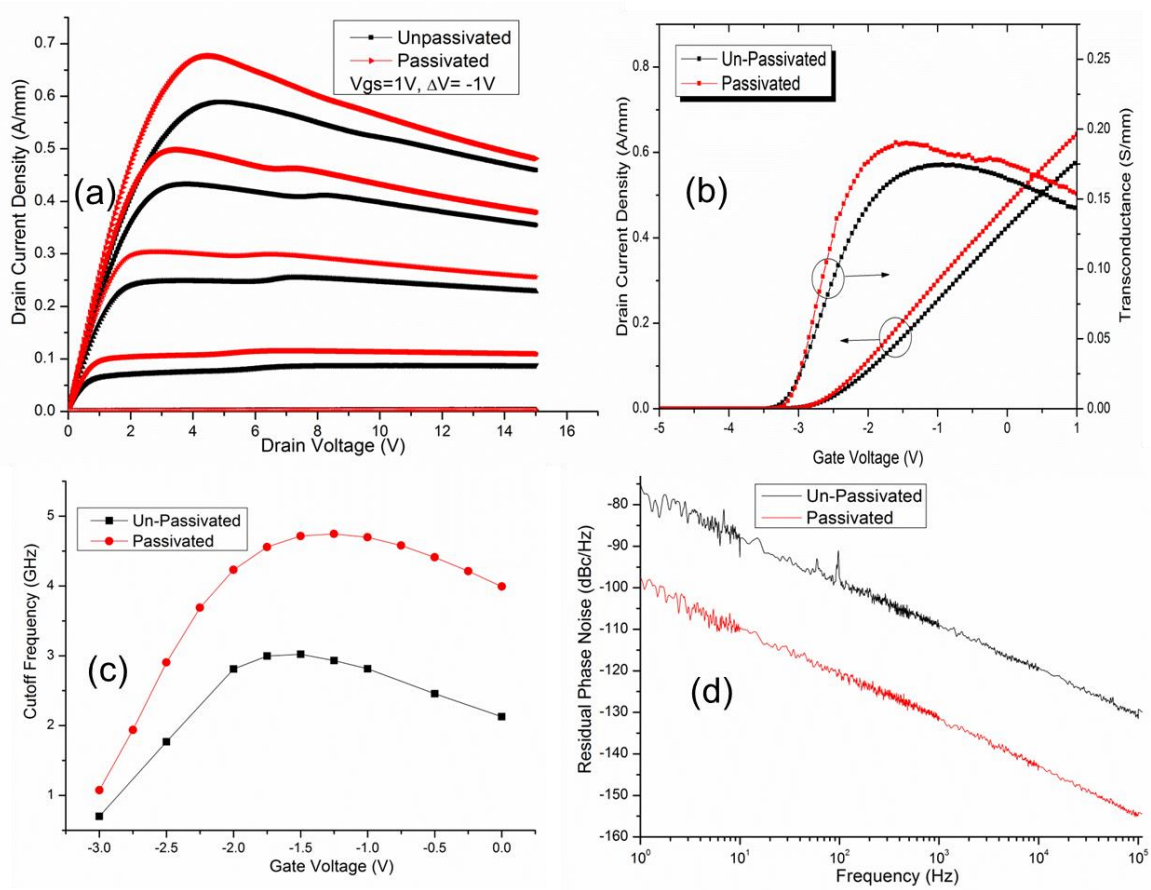 (a)
Drain Current Density (A/mm)
0.7
0.6
0.5
0.4
0.3
0.2
0.1
0.0
Unpassivated
Passivated
Vgs=1V, ΔV= -1V
0 2 4 6 8 10 12 14 16
Drain Voltage (V)
(b)
Drain Current Density (A/mm)
0.8
0.6
0.4
0.2
0.0
Un-Passivated
Passivated
0.25
0.20
0.15
0.10
0.05
0.00
Transconductance (S/mm)
-5 -4 -3 -2 -1 0 1
Gate Voltage (V)
(c)
Cutoff Frequency (GHz)
5
4
3
2
1
Un-Passivated
Passivated
-3.0 -2.5 -2.0 -1.5 -1.0 -0.5 0.0
Gate Voltage (V)
(d)
Residual Phase Noise (dBc/Hz)
-80
-90
-100
-110
-120
-130
-140
-150
-160
Un-Passivated
Passivated
10⁰ 10¹ 10² 10³ 10⁴ 10⁵
Frequency (Hz)